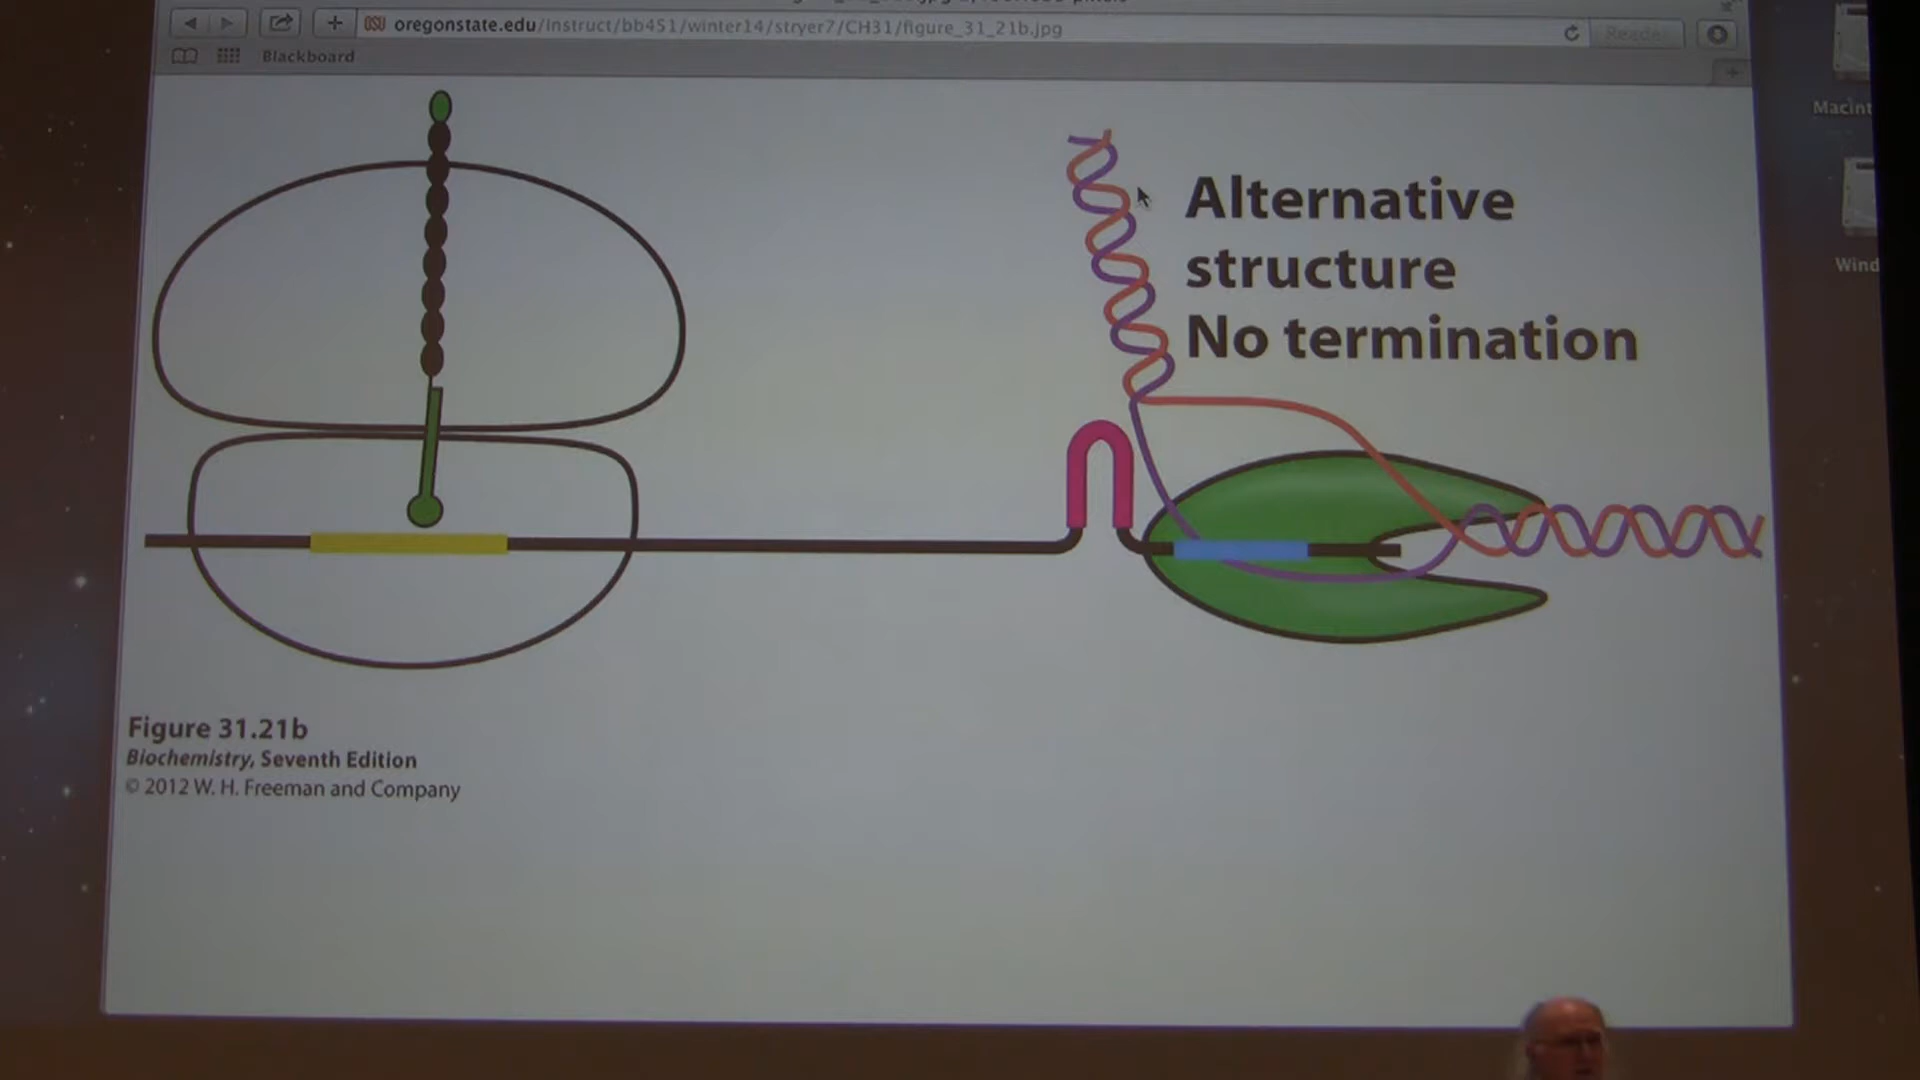 oregonstate.edu/instruct/bb451/winter14/stryer7/CH31/figure_31_21b.jpg
Reader
Blackboard
Macint
Wind
Alternative
structure
No termination
Figure 31.21b
Biochemistry, Seventh Edition
© 2012 W. H. Freeman and Company